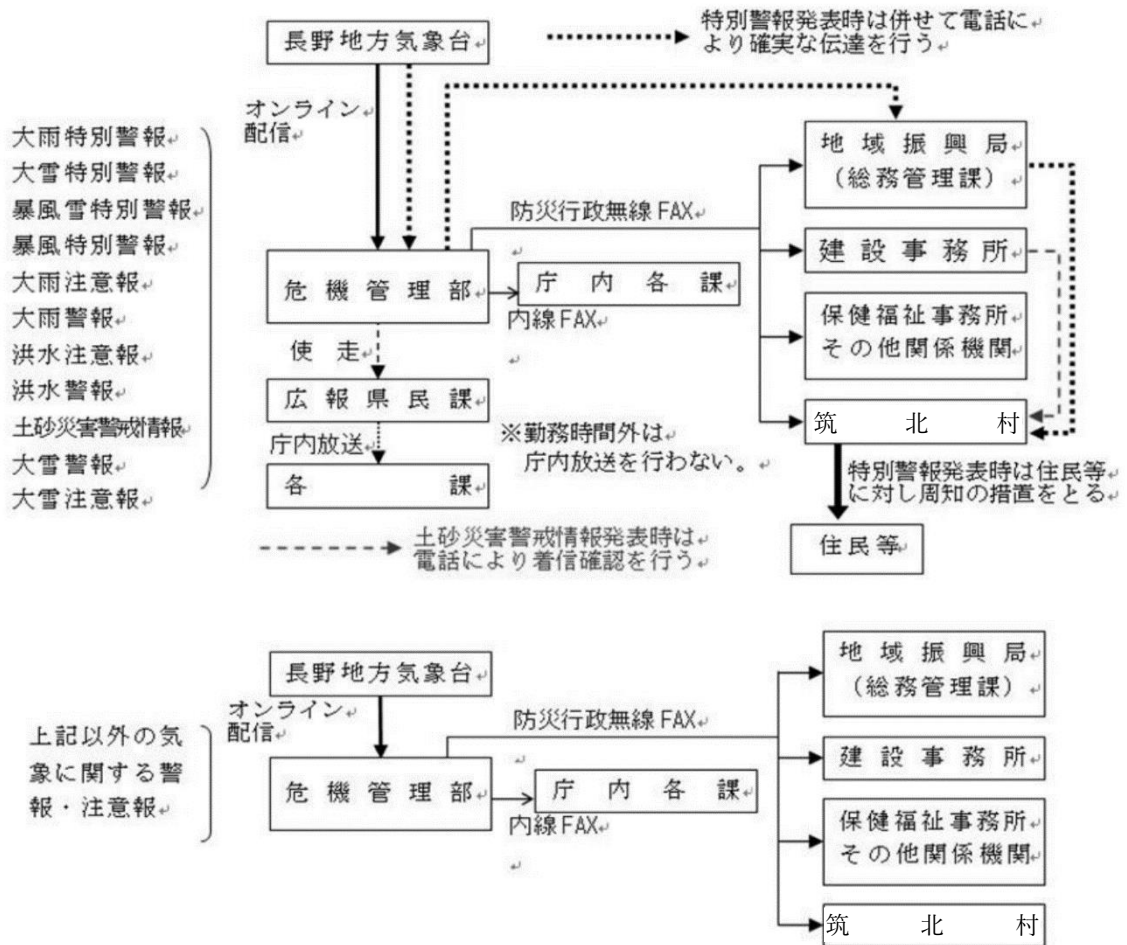 長野地方気象台
特別警報発表時は併せて電話に
より確実な伝達を行う
オンライン
配信
大雨特別警報
大雪特別警報
暴風雪特別警報
暴風特別警報
大雨注意報
大雨警報
洪水注意報
洪水警報
土砂災害警戒情報
大雪警報
大雪注意報
地域振興局
（総務管理課）
防災行政無線 FAX
建設事務所
危機管理部
庁内各課
内線FAX
保健福祉事務所
その他関係機関
使走
広報県民課
筑北村
庁内放送
※勤務時間外は
庁内放送を行わない。
各課
特別警報発表時は住民等
に対し周知の措置をとる
土砂災害警戒情報発表時は
電話により着信確認を行う
住民等
長野地方気象台
地域振興局
（総務管理課）
オンライン
配信
防災行政無線 FAX
上記以外の気
象に関する警
報・注意報
建設事務所
危機管理部
庁内各課
内線FAX
保健福祉事務所
その他関係機関
筑北村